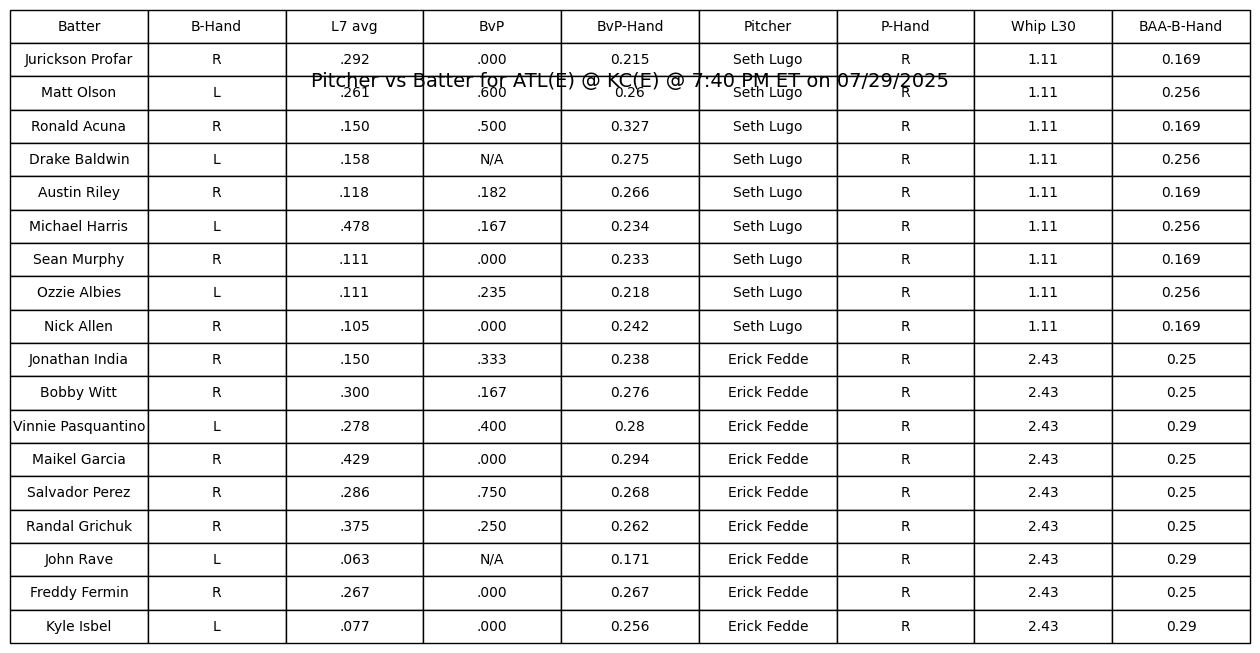 Batter B-Hand L7 avg BvP BvP-Hand Pitcher P-Hand Whip L30 BAA-B-Hand
Jurickson Profar R .292 .000 0.215 Seth Lugo R 1.11 0.169
Pitcher vs Batter for ATL(E) @ KC(E) @ 7:40 PM ET on 07/29/2025
Matt Olson L .261 .600 0.26 Seth Lugo R 1.11 0.256
Ronald Acuna R .150 .500 0.327 Seth Lugo R 1.11 0.169
Drake Baldwin L .158 N/A 0.275 Seth Lugo R 1.11 0.256
Austin Riley R .118 .182 0.266 Seth Lugo R 1.11 0.169
Michael Harris L .478 .167 0.234 Seth Lugo R 1.11 0.256
Sean Murphy R .111 .000 0.233 Seth Lugo R 1.11 0.169
Ozzie Albies L .111 .235 0.218 Seth Lugo R 1.11 0.256
Nick Allen R .105 .000 0.242 Seth Lugo R 1.11 0.169
Jonathan India R .150 .333 0.238 Erick Fedde R 2.43 0.25
Bobby Witt R .300 .167 0.276 Erick Fedde R 2.43 0.25
Vinnie Pasquantino L .278 .400 0.28 Erick Fedde R 2.43 0.29
Maikel Garcia R .429 .000 0.294 Erick Fedde R 2.43 0.25
Salvador Perez R .286 .750 0.268 Erick Fedde R 2.43 0.25
Randal Grichuk R .375 .250 0.262 Erick Fedde R 2.43 0.25
John Rave L .063 N/A 0.171 Erick Fedde R 2.43 0.29
Freddy Fermin R .267 .000 0.267 Erick Fedde R 2.43 0.25
Kyle Isbel L .077 .000 0.256 Erick Fedde R 2.43 0.29